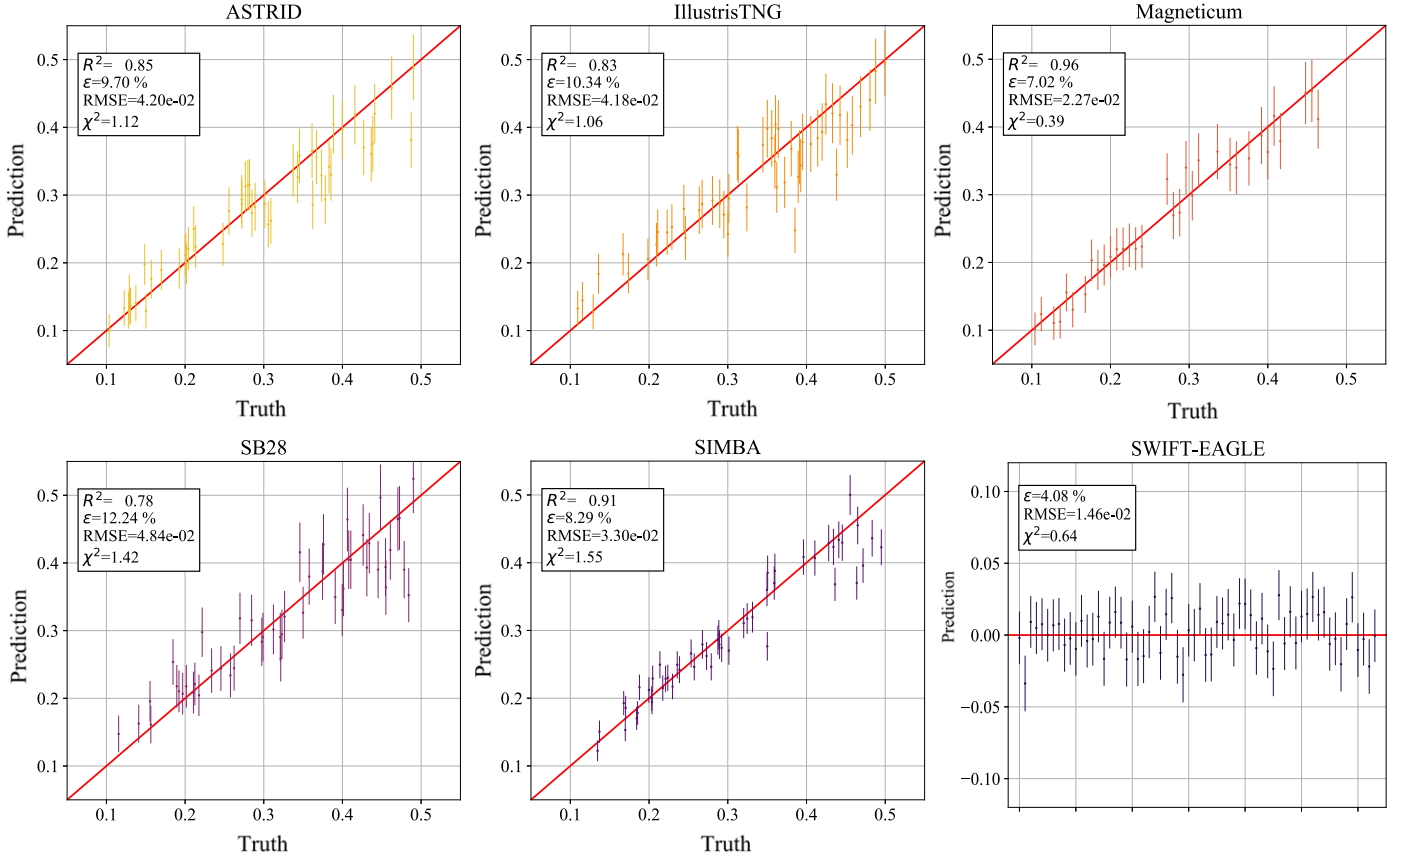 ASTRID
R²= 0.85
ε=9.70 %
RMSE=4.20e-02
χ²=1.12
Prediction
0.5
0.4
0.3
0.2
0.1
0.1 0.2 0.3 0.4 0.5
Truth
IllustrisTNG
R²= 0.83
ε=10.34 %
RMSE=4.18e-02
χ²=1.06
Prediction
0.5
0.4
0.3
0.2
0.1
0.1 0.2 0.3 0.4 0.5
Truth
Magneticum
R²= 0.96
ε=7.02 %
RMSE=2.27e-02
χ²=0.39
Prediction
0.5
0.4
0.3
0.2
0.1
0.1 0.2 0.3 0.4 0.5
Truth
SB28
R²= 0.78
ε=12.24 %
RMSE=4.84e-02
χ²=1.42
Prediction
0.5
0.4
0.3
0.2
0.1
0.1 0.2 0.3 0.4 0.5
Truth
SIMBA
R²= 0.91
ε=8.29 %
RMSE=3.30e-02
χ²=1.55
Prediction
0.5
0.4
0.3
0.2
0.1
0.1 0.2 0.3 0.4 0.5
Truth
SWIFT-EAGLE
ε=4.08 %
RMSE=1.46e-02
χ²=0.64
Prediction
0.10
0.05
0.00
−0.05
−0.10